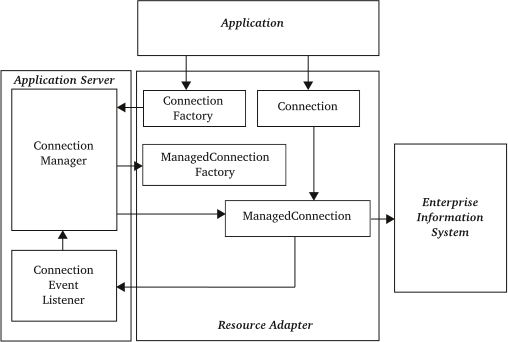 Application
Application Server
Connection
Manager
Connection
Event
Listener
Connection
Factory
Connection
ManagedConnection
Factory
ManagedConnection
Resource Adapter
Enterprise
Information
System